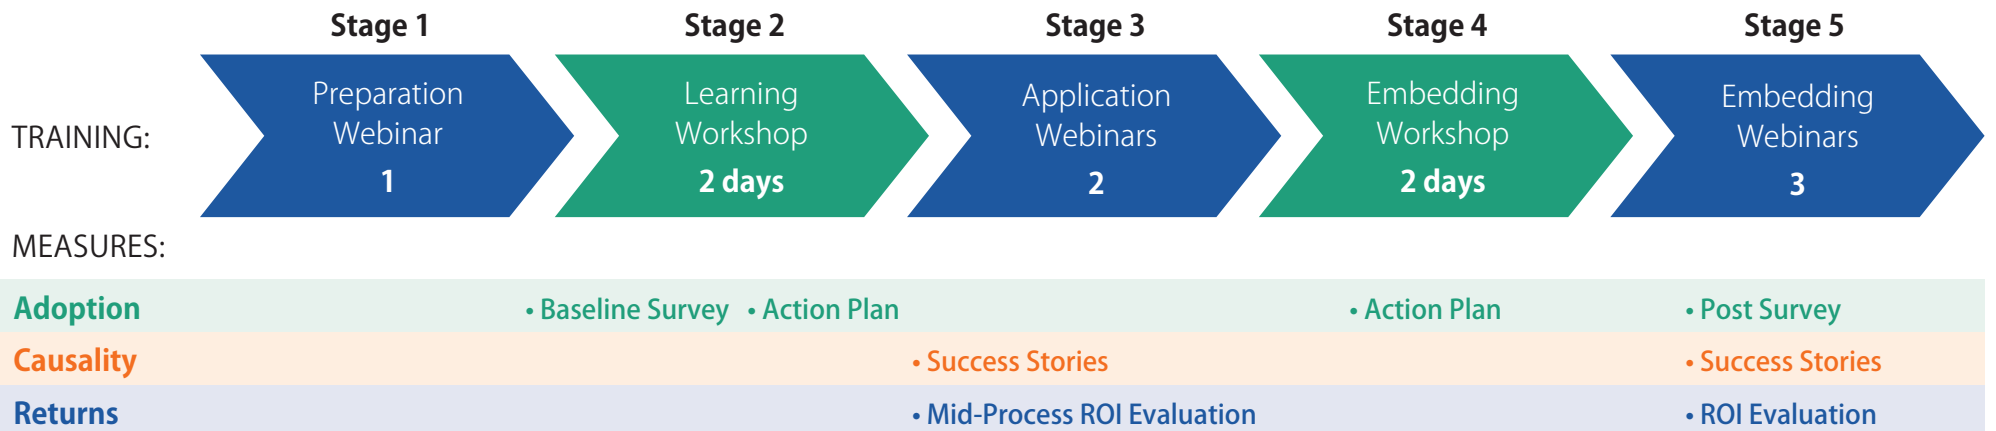 Stage 1 Stage 2 Stage 3 Stage 4 Stage 5
TRAINING:
Preparation
Webinar
1
Learning
Workshop
2 days
Application
Webinars
2
Embedding
Workshop
2 days
Embedding
Webinars
3
MEASURES:
Adoption • Baseline Survey • Action Plan • Action Plan • Post Survey
Causality • Success Stories • Success Stories
Returns • Mid-Process ROI Evaluation • ROI Evaluation